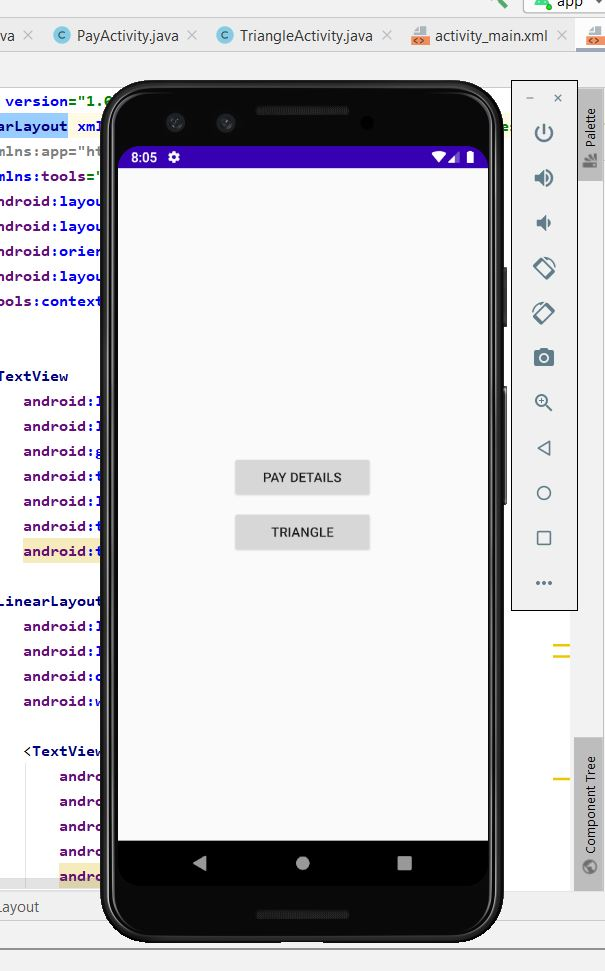 app
va
PayActivity.java
TriangleActivity.java
activity_main.xml
version="1.0
arLayout xml
mlns:app="ht
mlns:tools="
ndroid:layou
ndroid:layou
ndroid:orien
ndroid:layou
ools:context
TextView
android:l
android:l
android:g
android:t
android:l
android:t
android:t
LinearLayout
android:l
android:l
android:o
android:w
<TextView
andro
andro
andro
andro
andro
ayout
8:05
PAY DETAILS
TRIANGLE
Palette
Component Tree